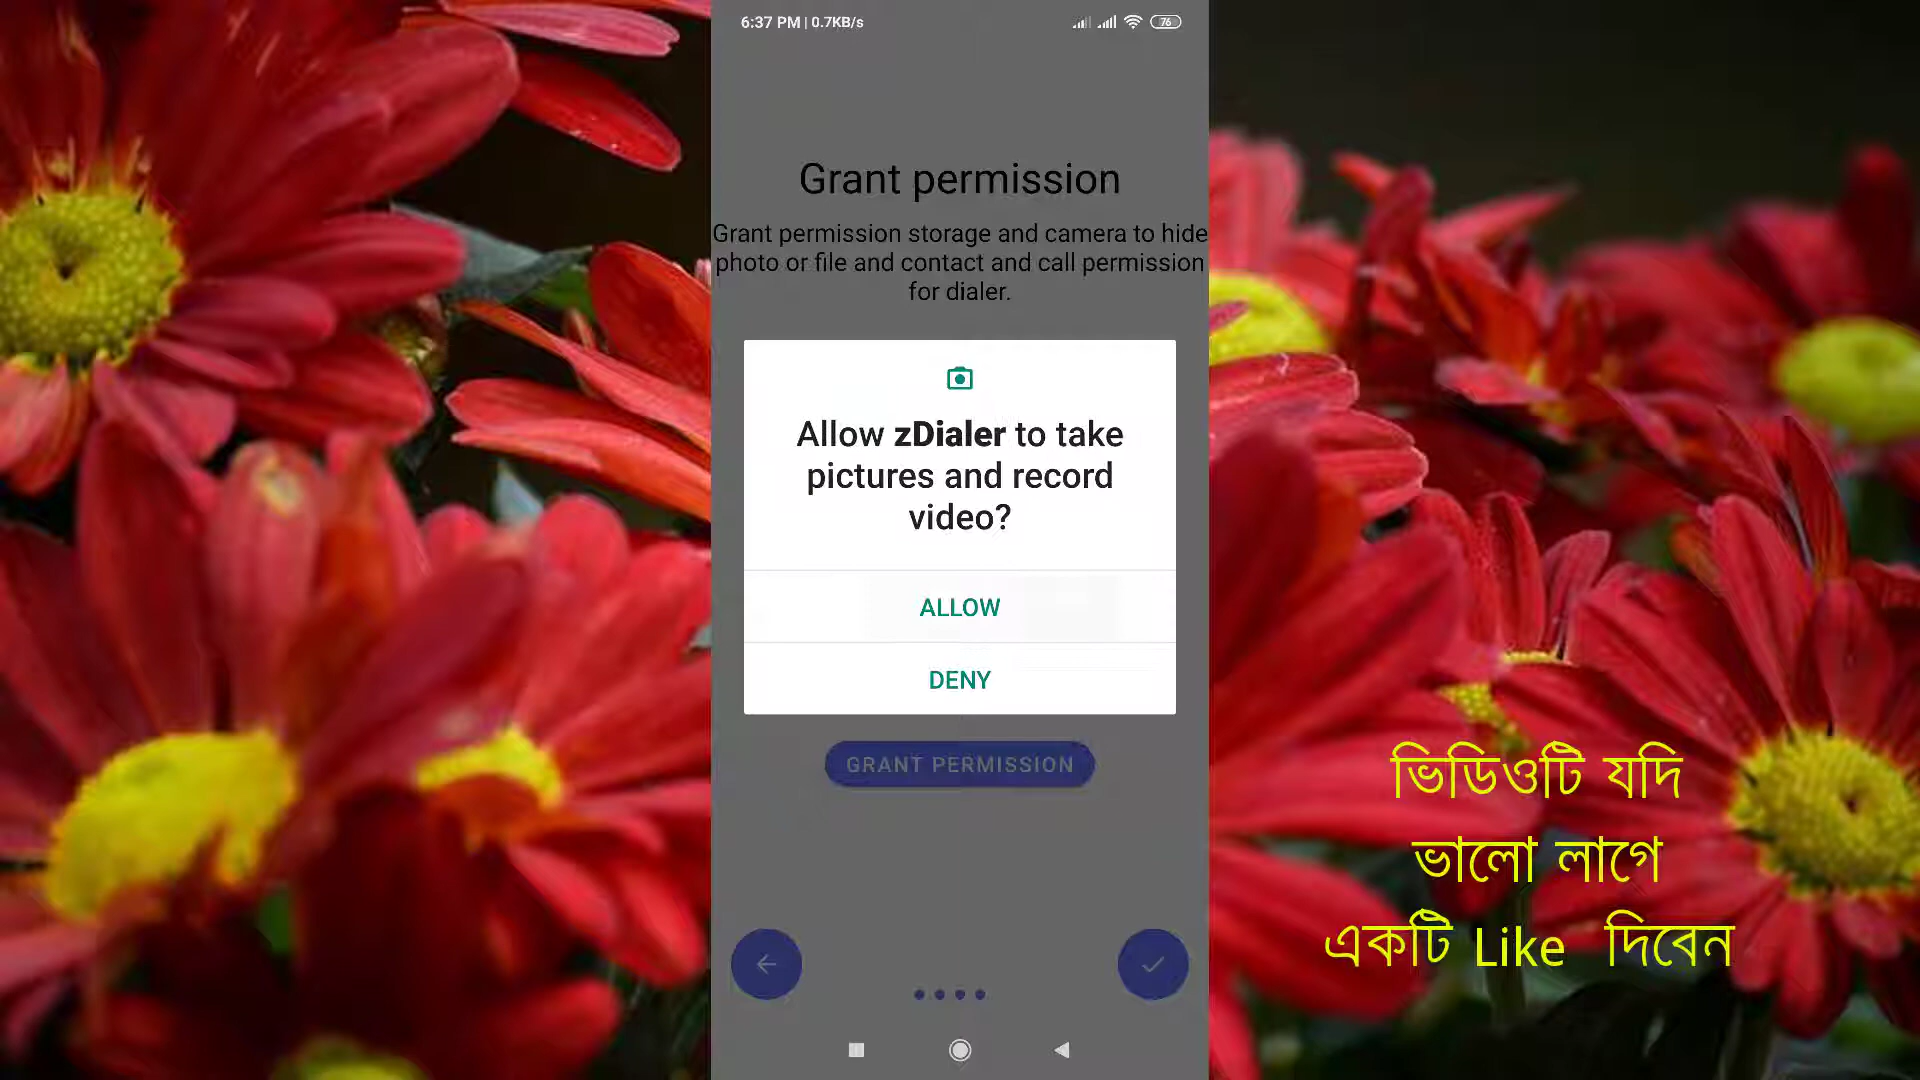 6:37 PM | 0.7KB/s
76
Grant permission
Grant permission storage and camera to hide
photo or file and contact and call permission
for dialer.
Allow zDialer to take
pictures and record
video?
ALLOW
DENY
GRANT PERMISSION
ভিডিওটি যদি
ভালো লাগে
একটি Like দিবেন